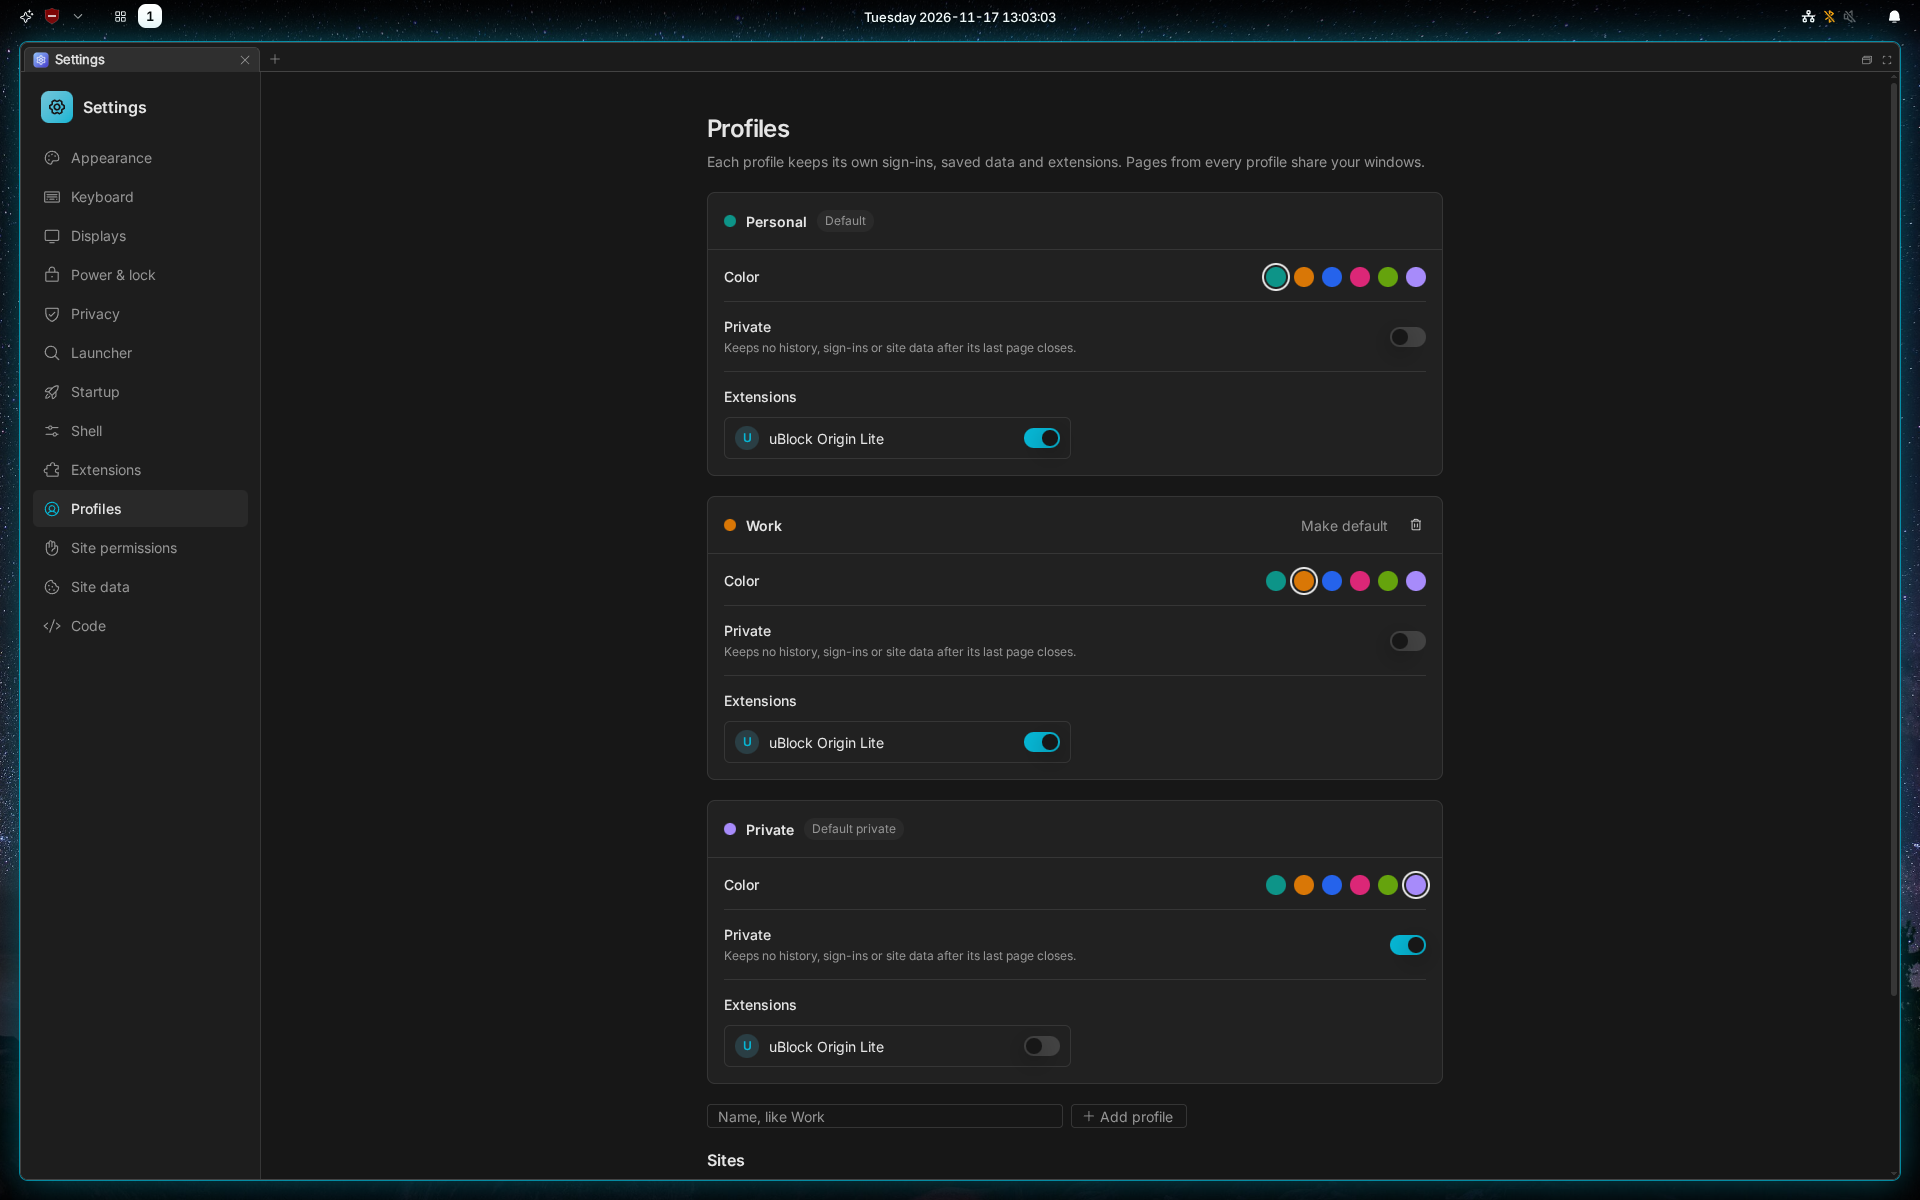 1
Tuesday 2026-11-17 13:03:03
Settings
Settings
Appearance
Keyboard
Displays
Power & lock
Privacy
Launcher
Startup
Shell
Extensions
Profiles
Site permissions
Site data
Code
Profiles
Each profile keeps its own sign-ins, saved data and extensions. Pages from every profile share your windows.
Personal Default
Color
Private
Keeps no history, sign-ins or site data after its last page closes.
Extensions
U uBlock Origin Lite
Work Make default
Color
Private
Keeps no history, sign-ins or site data after its last page closes.
Extensions
U uBlock Origin Lite
Private Default private
Color
Private
Keeps no history, sign-ins or site data after its last page closes.
Extensions
U uBlock Origin Lite
Name, like Work
Add profile
Sites